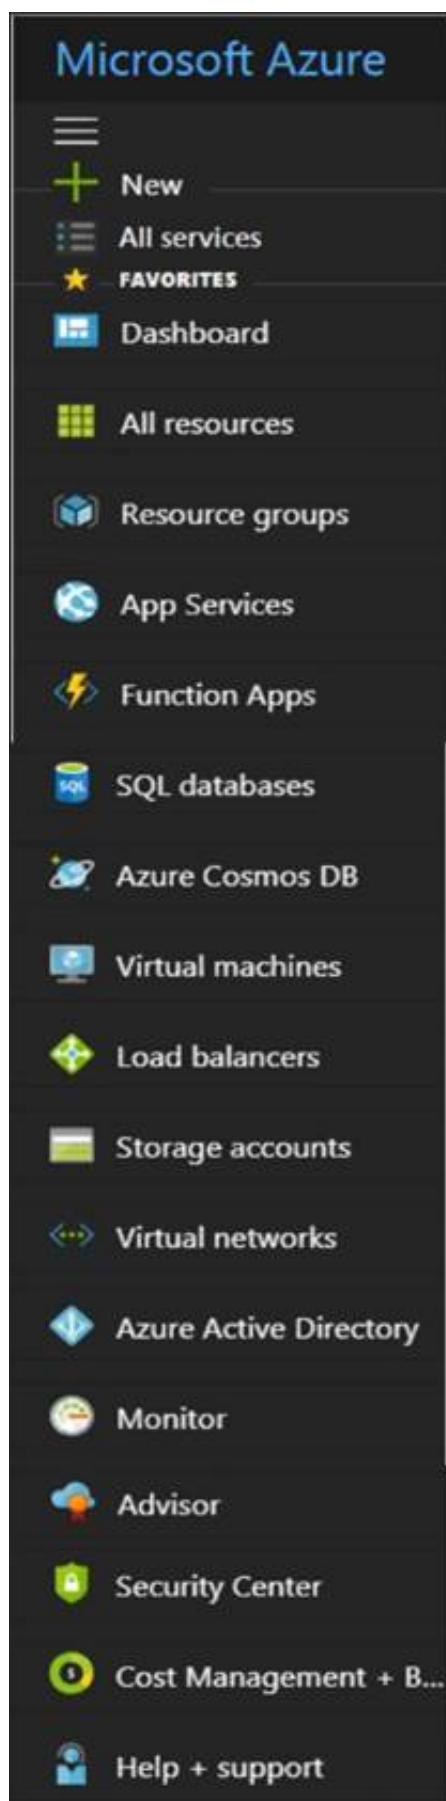 Microsoft Azure
New
All services
FAVORITES
Dashboard
All resources
Resource groups
App Services
Function Apps
SQL databases
Azure Cosmos DB
Virtual machines
Load balancers
Storage accounts
Virtual networks
Azure Active Directory
Monitor
Advisor
Security Center
Cost Management + B...
Help + support